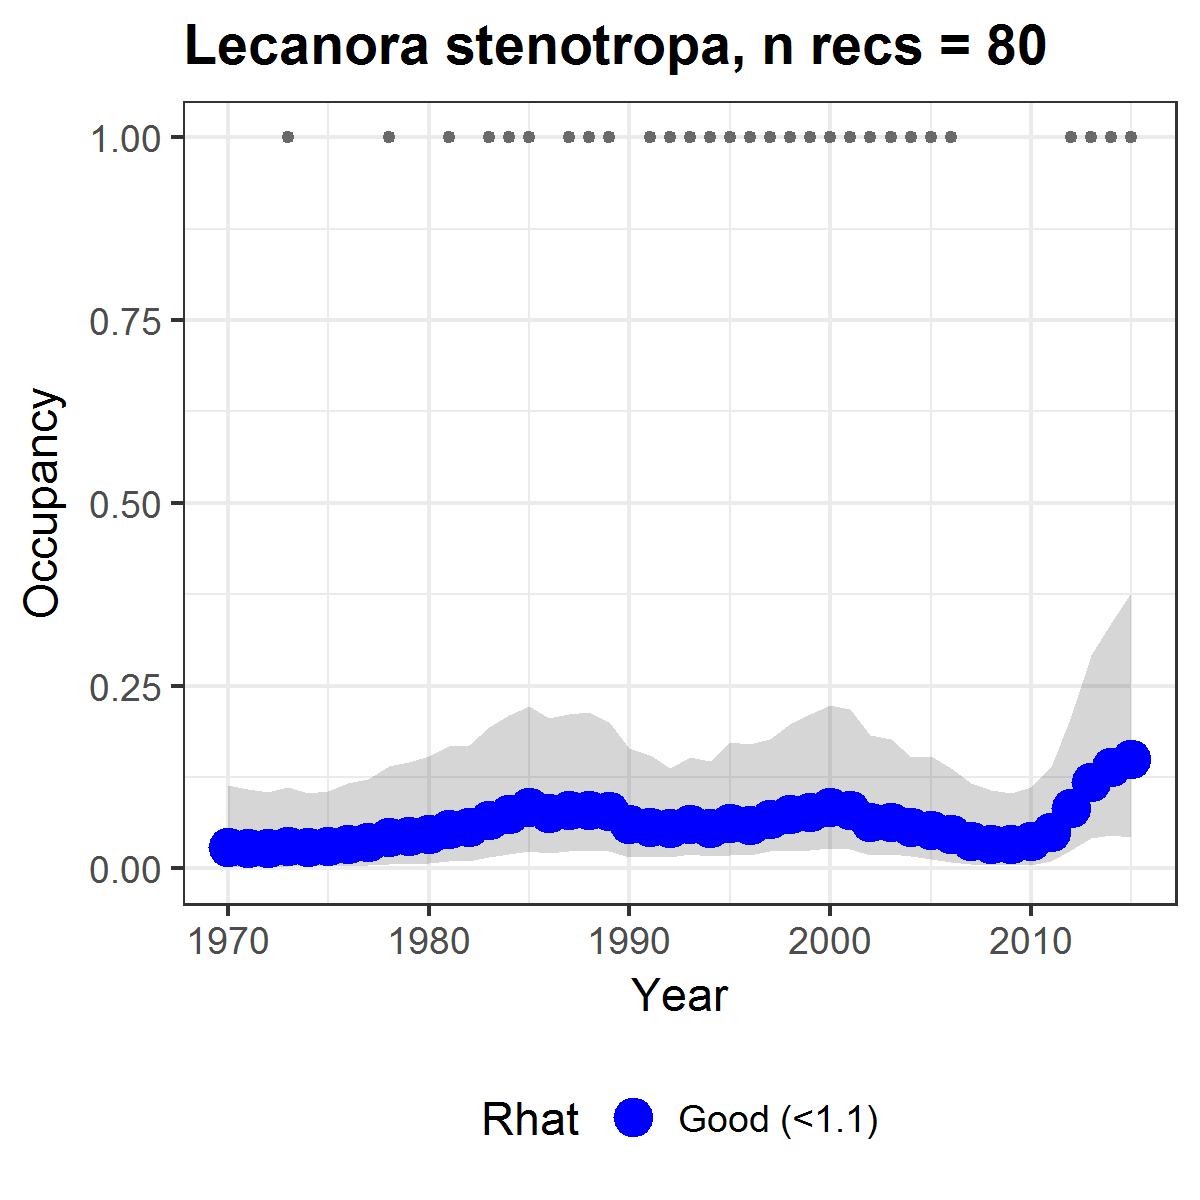 Lecanora stenotropa, n recs = 80
1.00
0.75
0.50
0.25
0.00
Occupancy
1970 1980 1990 2000 2010
Year
Rhat Good (<1.1)